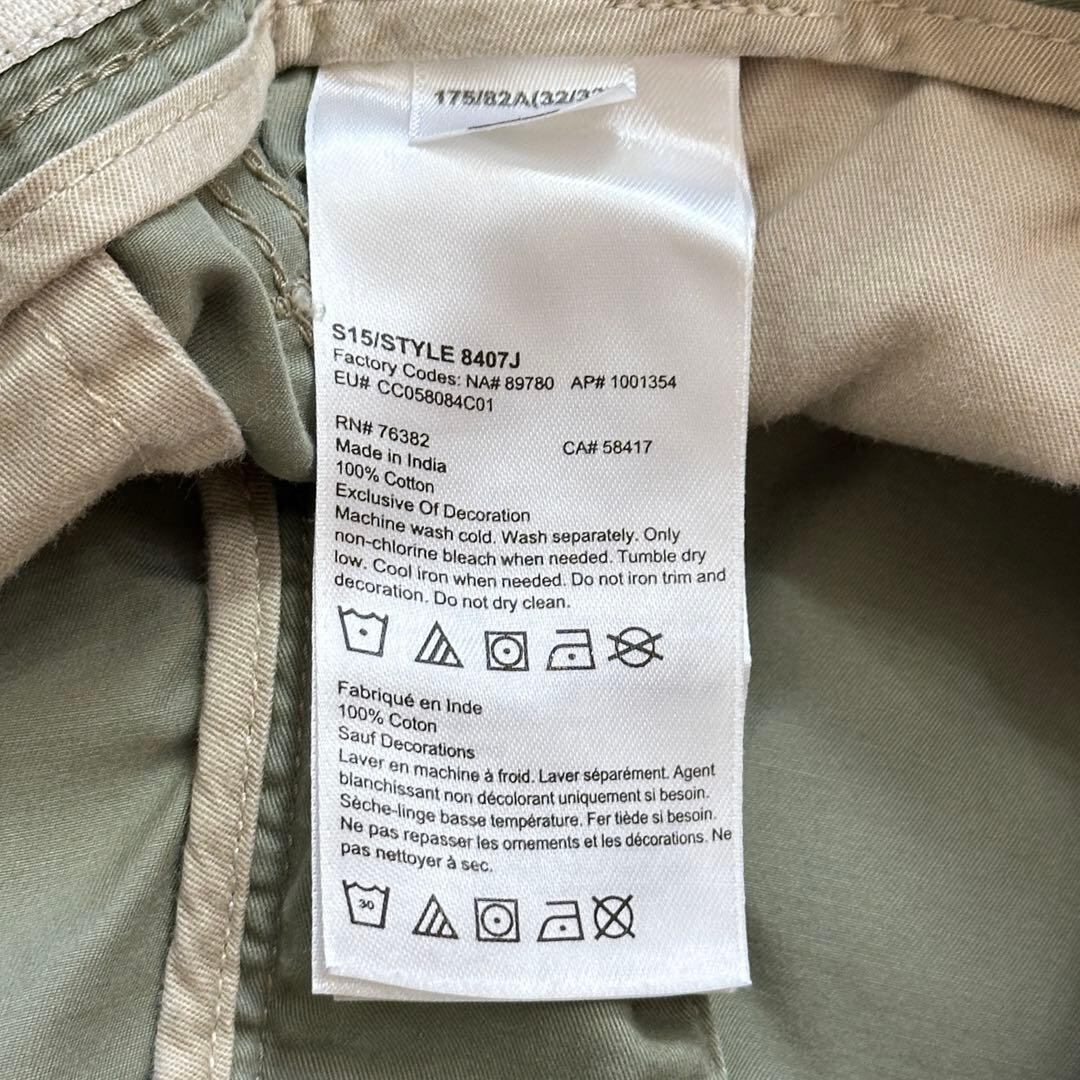 175/82A(32/32
S15/STYLE 8407J
Factory Codes: NA# 89780 AP# 1001354
EU# CC058084C01
RN# 76382 CA# 58417
Made in India
100% Cotton
Exclusive Of Decoration
Machine wash cold. Wash separately. Only
non-chlorine bleach when needed. Tumble dry
low. Cool iron when needed. Do not iron trim and
decoration. Do not dry clean.
Fabriqué en Inde
100% Coton
Sauf Decorations
Laver en machine à froid. Laver séparément. Agent
blanchissant non décolorant uniquement si besoin.
Sèche-linge basse température. Fer tiède si besoin.
Ne pas repasser les ornements et les décorations. Ne
pas nettoyer à sec.
30